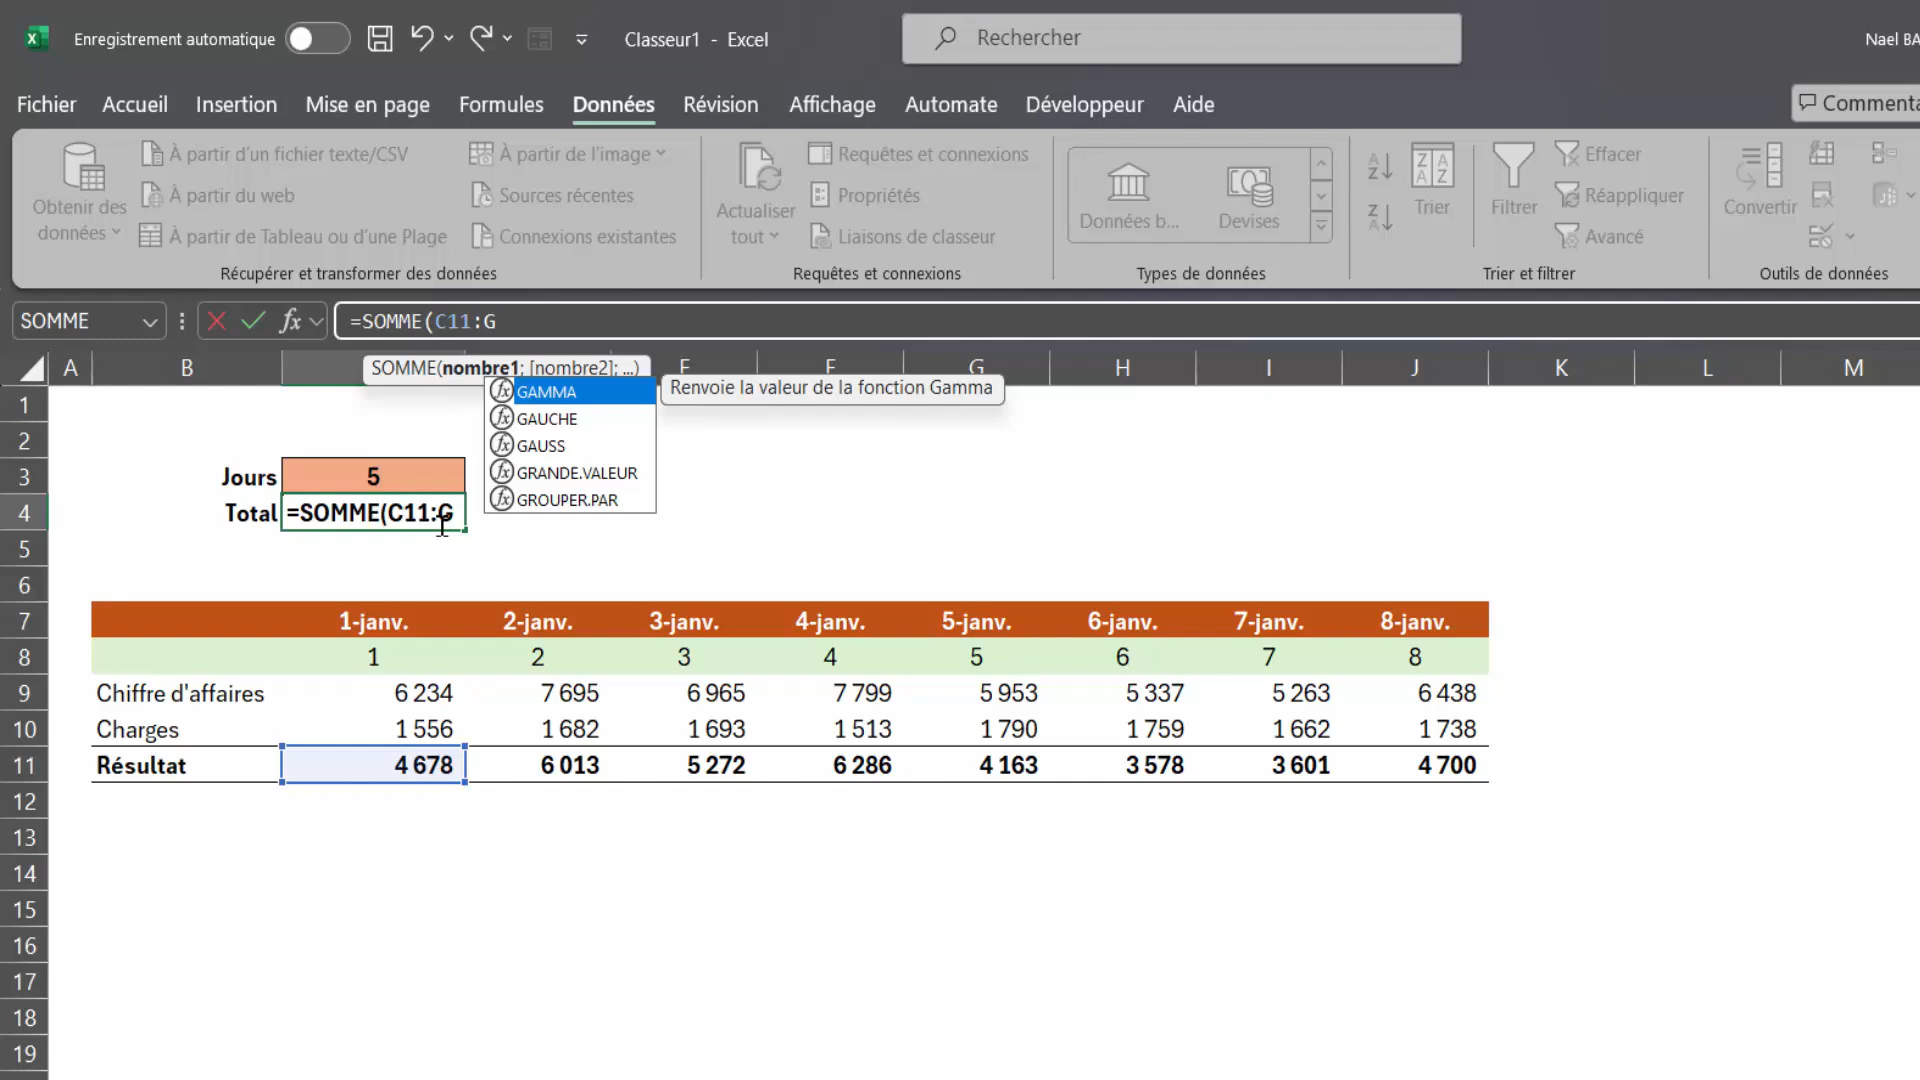 Enregistrement automatique Classeur1 - Excel Rechercher Nael BA
Fichier Accueil Insertion Mise en page Formules Données Révision Affichage Automate Développeur Aide Commenta
Obtenir des données
À partir d'un fichier texte/CSV
À partir du web
À partir de Tableau ou d'une Plage
À partir de l'image
Sources récentes
Connexions existantes
Récupérer et transformer des données
Actualiser tout
Requêtes et connexions
Propriétés
Liaisons de classeur
Requêtes et connexions
Données b...
Devises
Types de données
Trier
Filtrer
Effacer
Réappliquer
Avancé
Trier et filtrer
Convertir
Outils de données
SOMME fx =SOMME(C11:G
A B F G H I J K L M
SOMME(nombre1; [nombre2]; ...)
GAMMA
GAUCHE
GAUSS
GRANDE.VALEUR
GROUPER.PAR
Renvoie la valeur de la fonction Gamma
1
2
3 Jours 5
4 Total =SOMME(C11:G
5
6
7 1-janv. 2-janv. 3-janv. 4-janv. 5-janv. 6-janv. 7-janv. 8-janv.
8 1 2 3 4 5 6 7 8
9 Chiffre d'affaires 6 234 7 695 6 965 7 799 5 953 5 337 5 263 6 438
10 Charges 1 556 1 682 1 693 1 513 1 790 1 759 1 662 1 738
11 Résultat 4 678 6 013 5 272 6 286 4 163 3 578 3 601 4 700
12
13
14
15
16
17
18
19